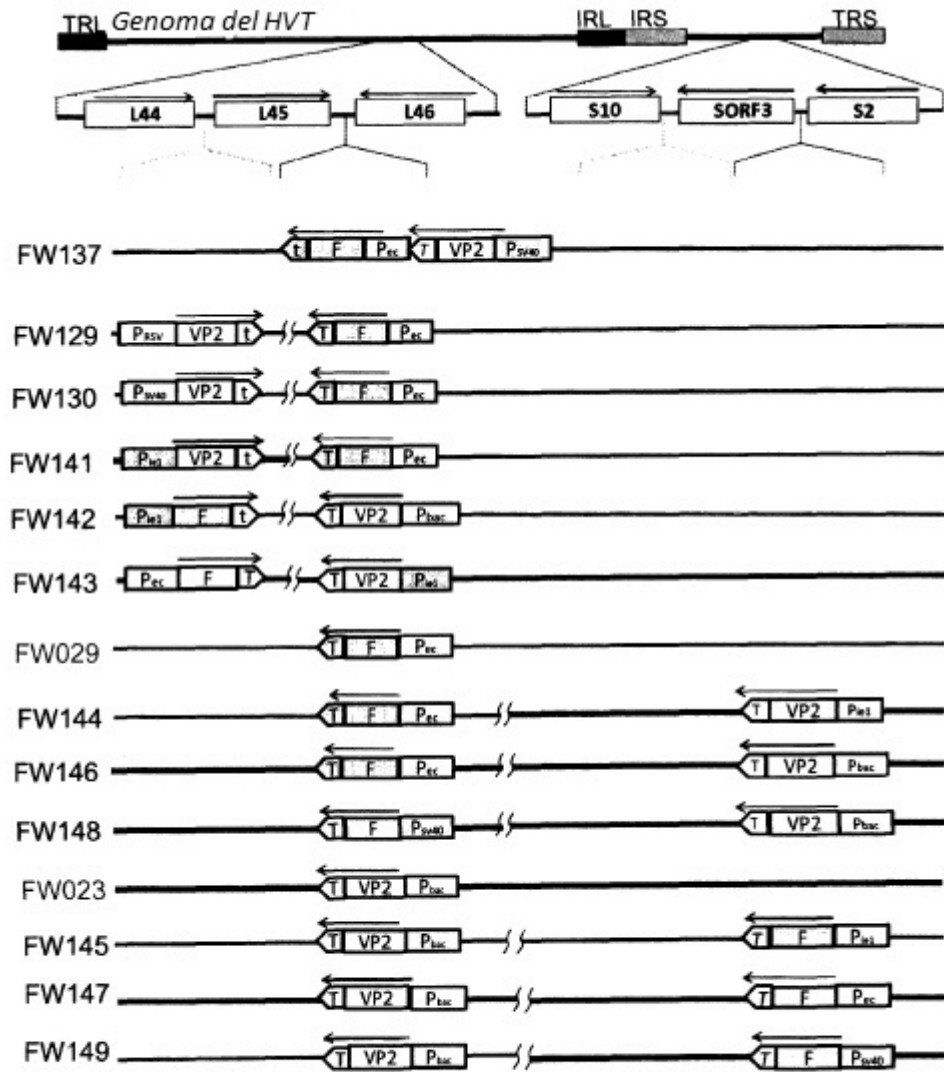 TRL Genoma del HVT IRL IRS TRS
L44 L45 L46 S10 SORF3 S2
FW137 t F Pec T VP2 PSV40
FW129 PRSV VP2 t T F Pec
FW130 PSV40 VP2 t T F Pec
FW141 Pie1 VP2 t T F Pec
FW142 Pie1 F t T VP2 Pbac
FW143 Pec F T T VP2 Pie1
FW029 T F Pec
FW144 T F Pec T VP2 Pie1
FW146 T F Pec T VP2 Pbac
FW148 T F PSV40 T VP2 Pbac
FW023 T VP2 Pbac
FW145 T VP2 Pbac T F Pie1
FW147 T VP2 Pbac T F Pec
FW149 T VP2 Pbac T F PSV40